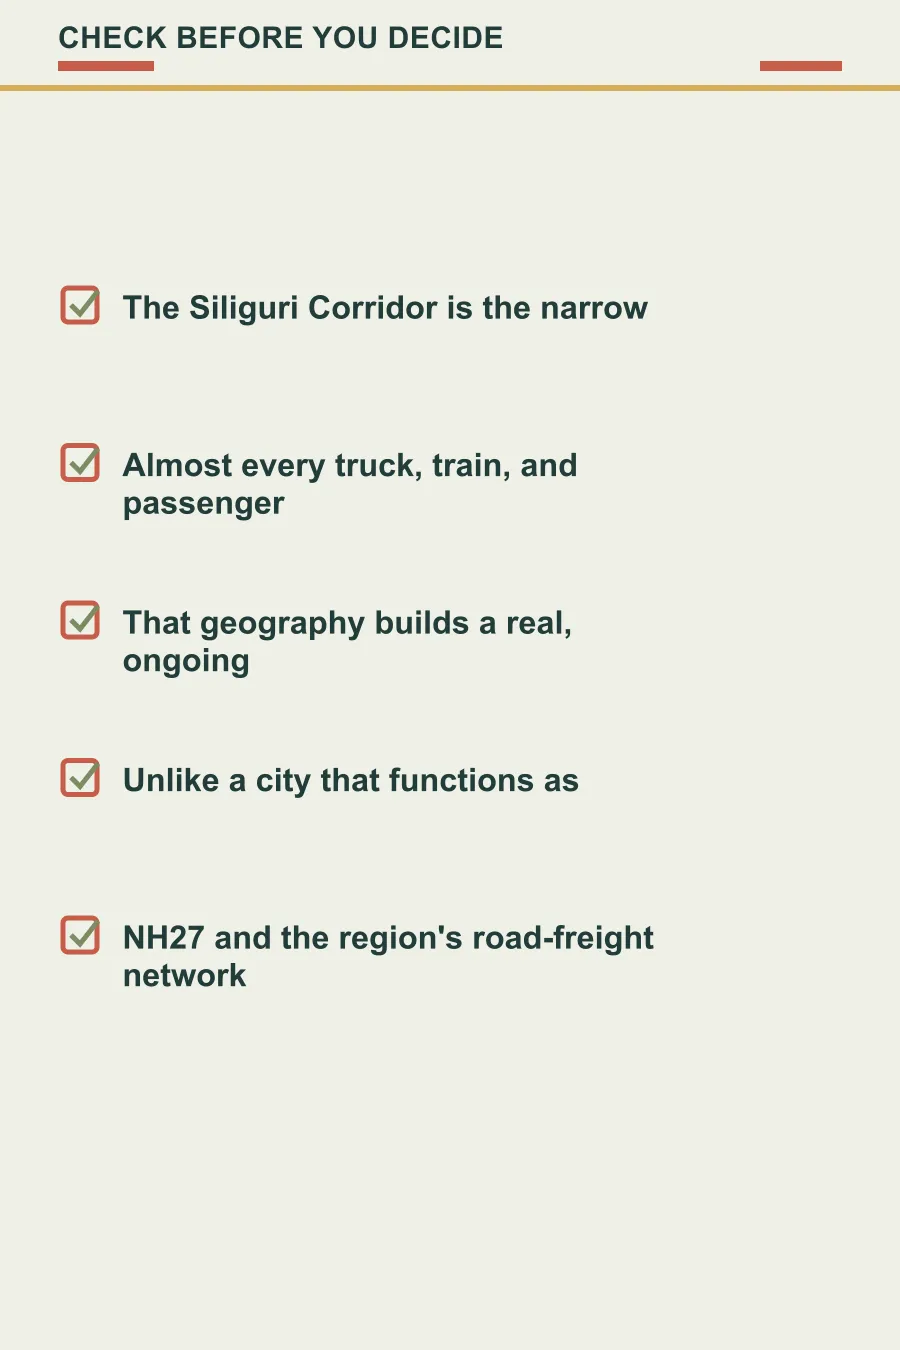 CHECK BEFORE YOU DECIDE
The Siliguri Corridor is the narrow
Almost every truck, train, and
passenger
That geography builds a real,
ongoing
Unlike a city that functions as
NH27 and the region's road-freight
network